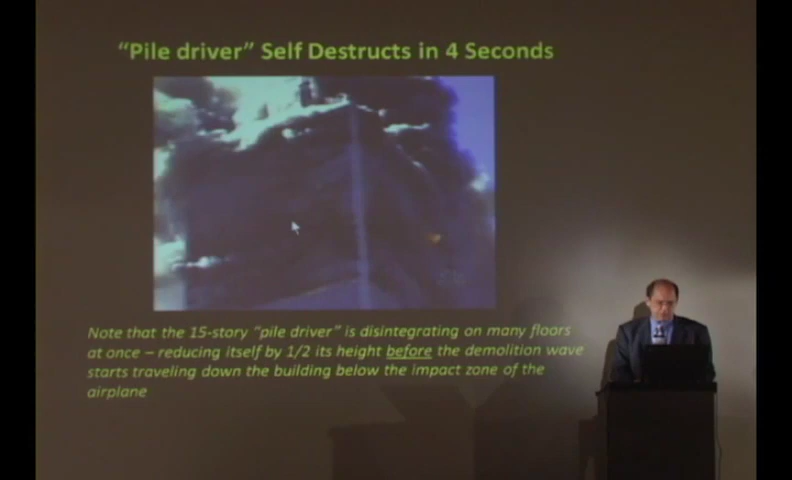 “Pile driver” Self Destructs in 4 Seconds
Note that the 15-story “pile driver” is disintegrating on many floors
at once – reducing itself by 1/2 its height before the demolition wave
starts traveling down the building below the impact zone of the
airplane